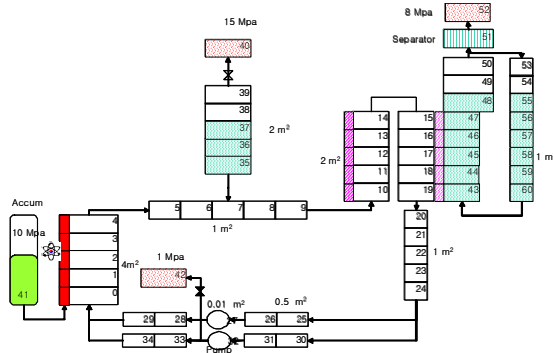 15 Mpa
40
39
38
37
36
35
2 m²
8 Mpa
52
Separator
51
50
49
48
47
46
45
44
43
53
54
55
56
57
58
59
60
1 m
14
13
12
11
10
2 m²
15
16
17
18
19
20
21
22
23
24
1 m²
5 6 7 8 9
1 m²
Accum
10 Mpa
41
4
3
2
1
0
4m²
1 Mpa
42
0.01 m²
0.5 m²
29 28 26 25
34 33 31 30
Pump